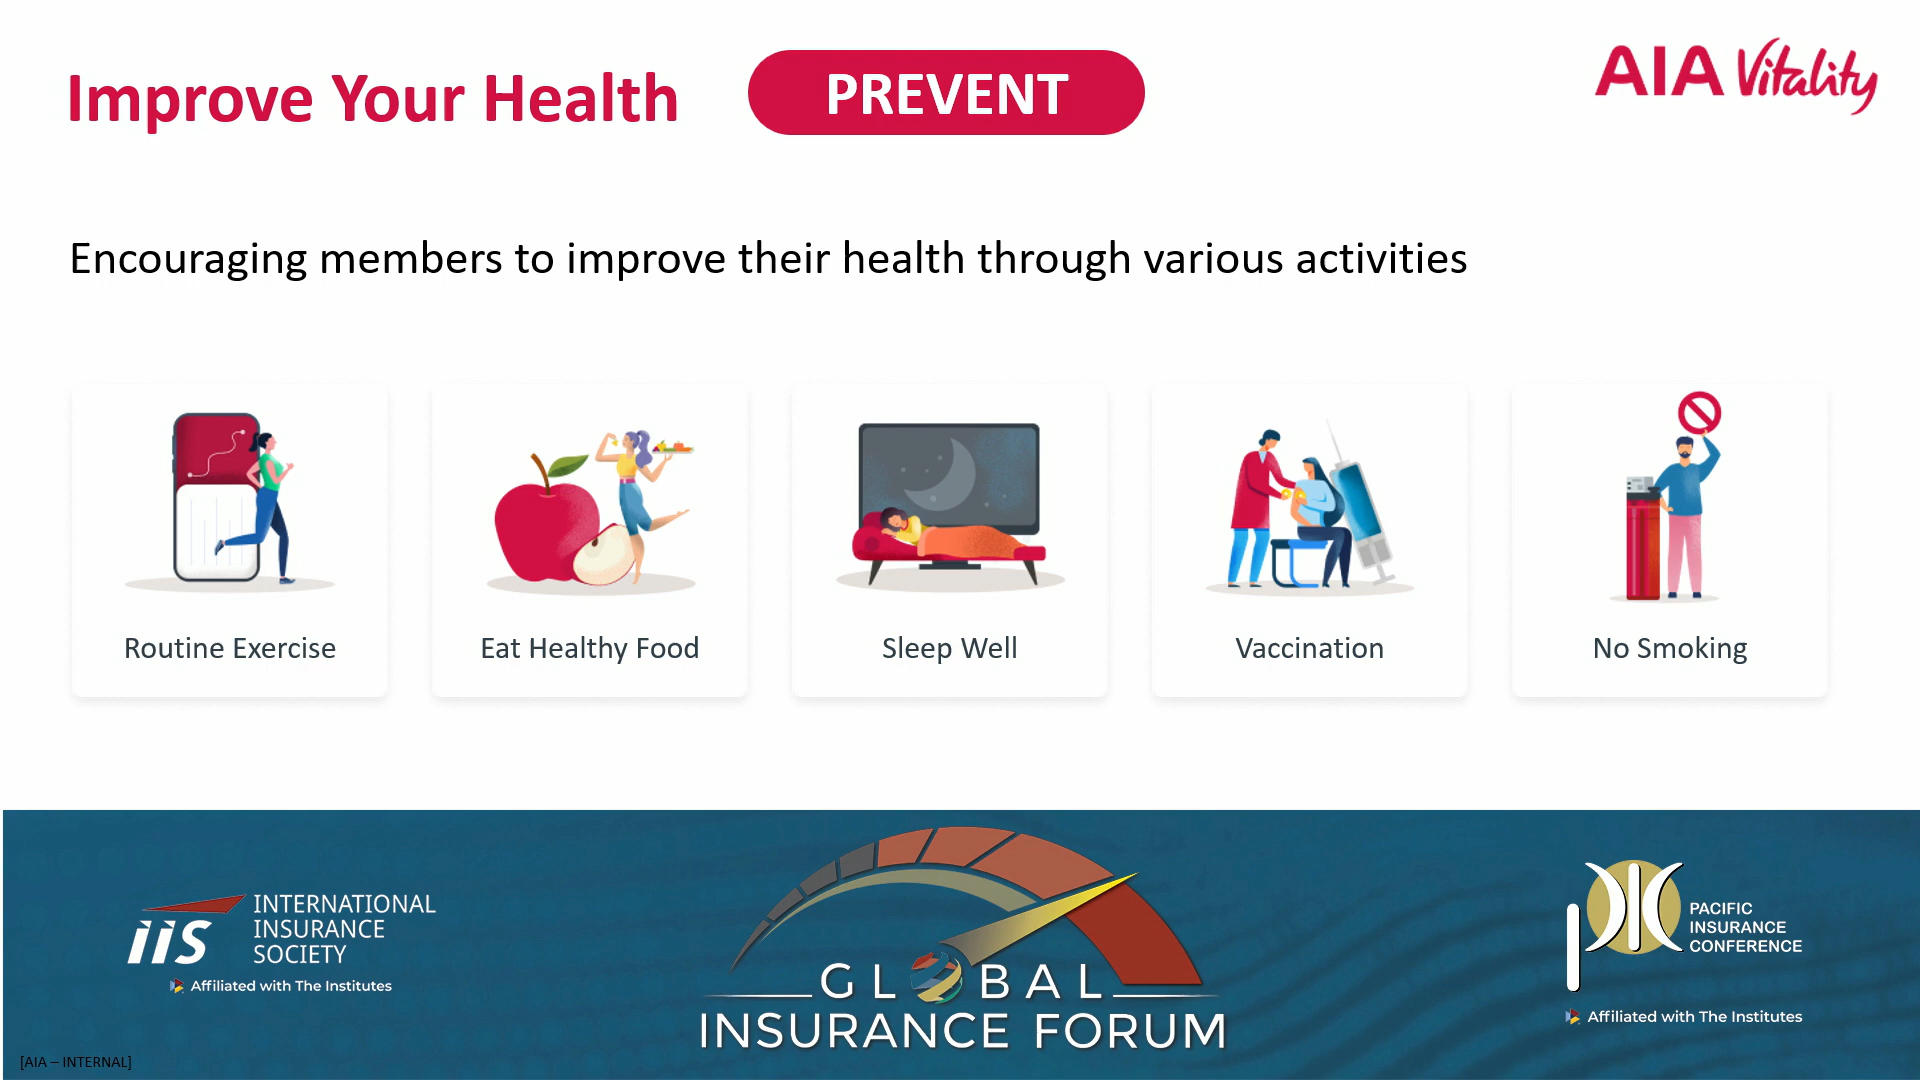 Improve Your Health
PREVENT
AIA Vitality
Encouraging members to improve their health through various activities
Routine Exercise
Eat Healthy Food
Sleep Well
Vaccination
No Smoking
iis
INTERNATIONAL
INSURANCE
SOCIETY
Affiliated with The Institutes
GLOBAL
INSURANCE FORUM
PIC
PACIFIC
INSURANCE
CONFERENCE
Affiliated with The Institutes
[AIA – INTERNAL]